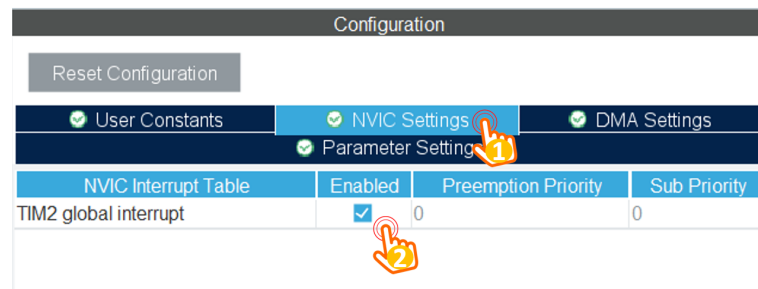 Configuration
Reset Configuration
User Constants NVIC Settings DMA Settings
1
Parameter Setting
NVIC Interrupt Table Enabled Preemption Priority Sub Priority
TIM2 global interrupt 0 0
2